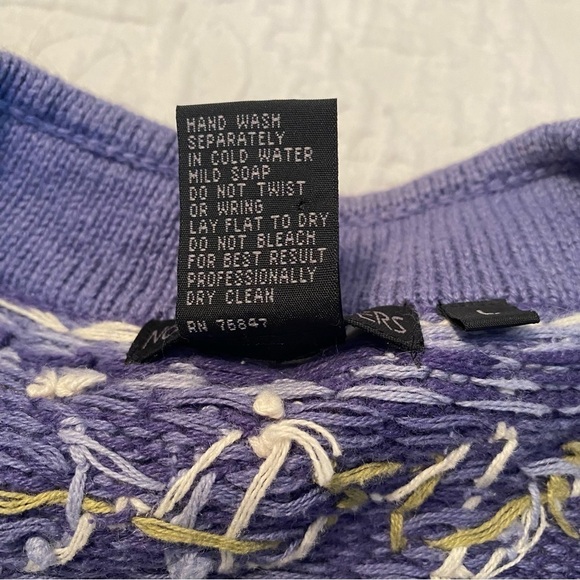 HAND WASH
SEPARATELY
IN COLD WATER
MILD SOAP
DO NOT TWIST
OR WRING
LAY FLAT TO DRY
DO NOT BLEACH
FOR BEST RESULT
PROFESSIONALLY
DRY CLEAN
RN 75847
L